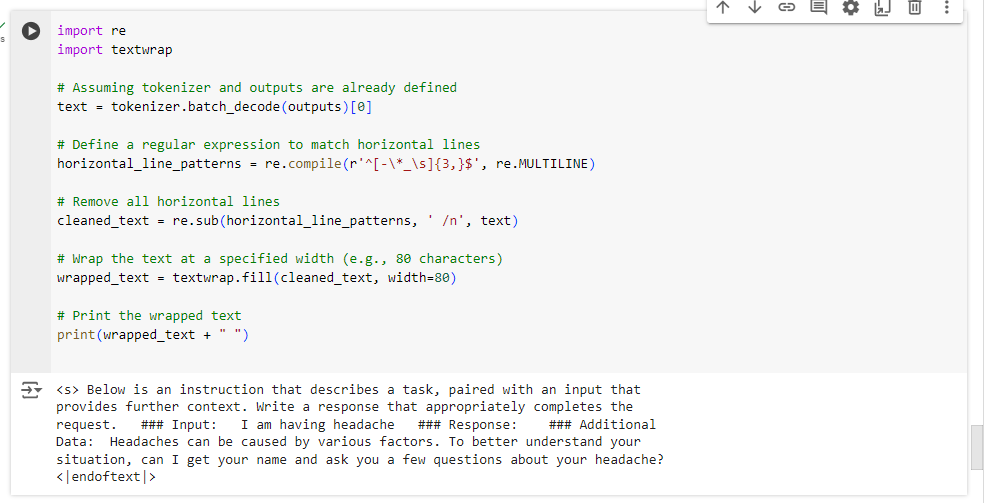 import re
import textwrap
# Assuming tokenizer and outputs are already defined
text = tokenizer.batch_decode(outputs)[0]
# Define a regular expression to match horizontal lines
horizontal_line_patterns = re.compile(r'^[-\*_\s]{3,}$', re.MULTILINE)
# Remove all horizontal lines
cleaned_text = re.sub(horizontal_line_patterns, ' /n', text)
# Wrap the text at a specified width (e.g., 80 characters)
wrapped_text = textwrap.fill(cleaned_text, width=80)
# Print the wrapped text
print(wrapped_text + " ")
<s> Below is an instruction that describes a task, paired with an input that
provides further context. Write a response that appropriately completes the
request.   ### Input:   I am having headache   ### Response:    ### Additional
Data:  Headaches can be caused by various factors. To better understand your
situation, can I get your name and ask you a few questions about your headache?
<|endoftext|>